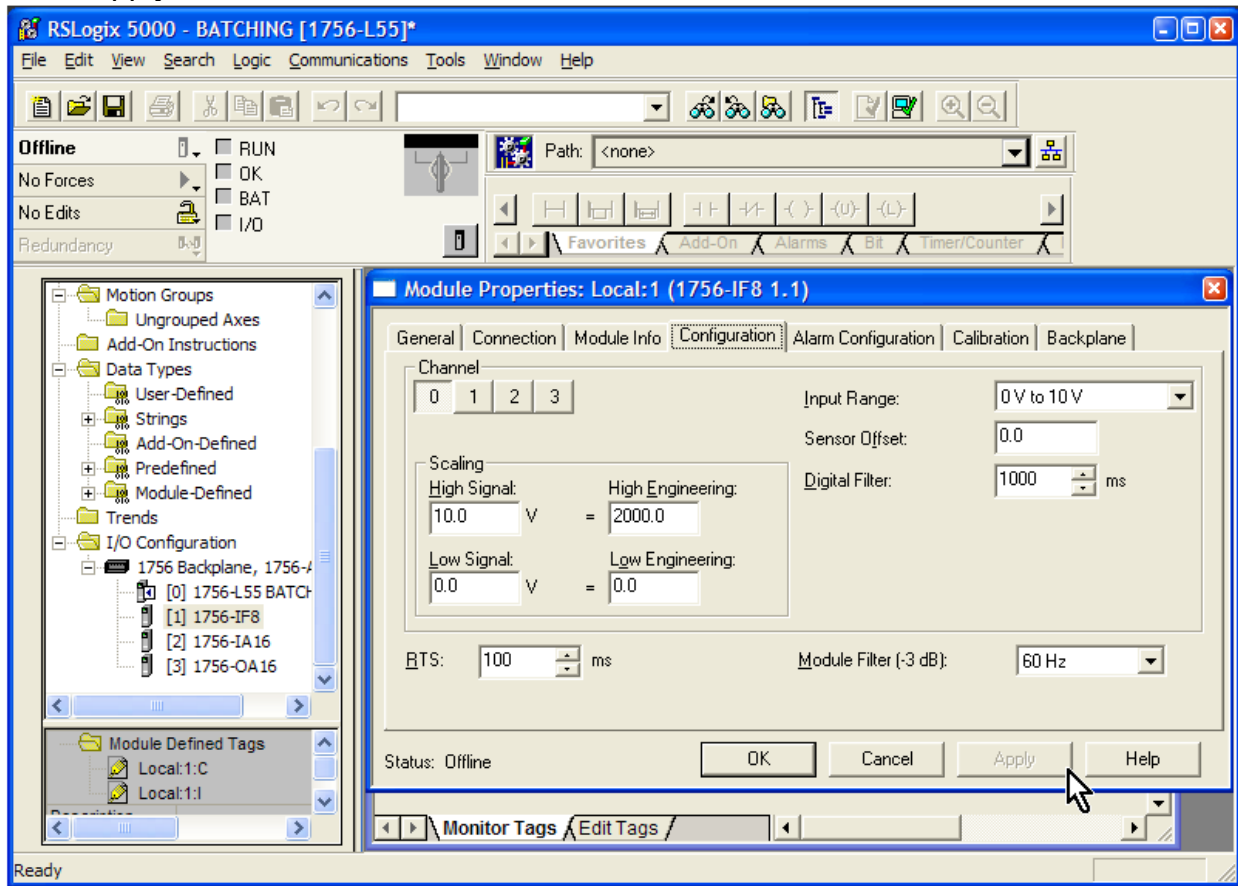 RSLogix 5000 - BATCHING [1756-L55]*
File Edit View Search Logic Communications Tools Window Help
Offline
RUN
Path: <none>
No Forces
OK
No Edits
BAT
I/O
Redundancy
Favorites Add-On Alarms Bit Timer/Counter
Motion Groups
Ungrouped Axes
Add-On Instructions
Data Types
User-Defined
Strings
Add-On-Defined
Predefined
Module-Defined
Trends
I/O Configuration
1756 Backplane, 1756-A
[0] 1756-L55 BATCH
[1] 1756-IF8
[2] 1756-IA16
[3] 1756-OA16
Module Defined Tags
Local:1:C
Local:1:I
Module Properties: Local:1 (1756-IF8 1.1)
General Connection Module Info Configuration Alarm Configuration Calibration Backplane
Channel
0 1 2 3
Input Range: 0 V to 10 V
Sensor Offset: 0.0
Digital Filter: 1000 ms
Scaling
High Signal: High Engineering:
10.0 V = 2000.0
Low Signal: Low Engineering:
0.0 V = 0.0
RTS: 100 ms
Module Filter (-3 dB): 60 Hz
Status: Offline
OK Cancel Apply Help
Monitor Tags Edit Tags
Ready